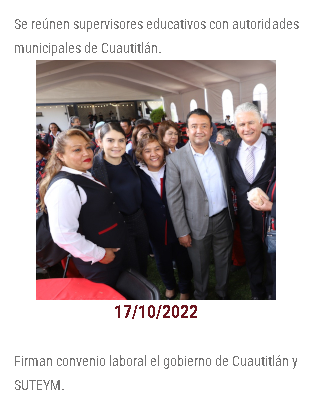 Se reúnen supervisores educativos con autoridades
municipales de Cuautitlán.
17/10/2022
Firman convenio laboral el gobierno de Cuautitlán y
SUTEYM.